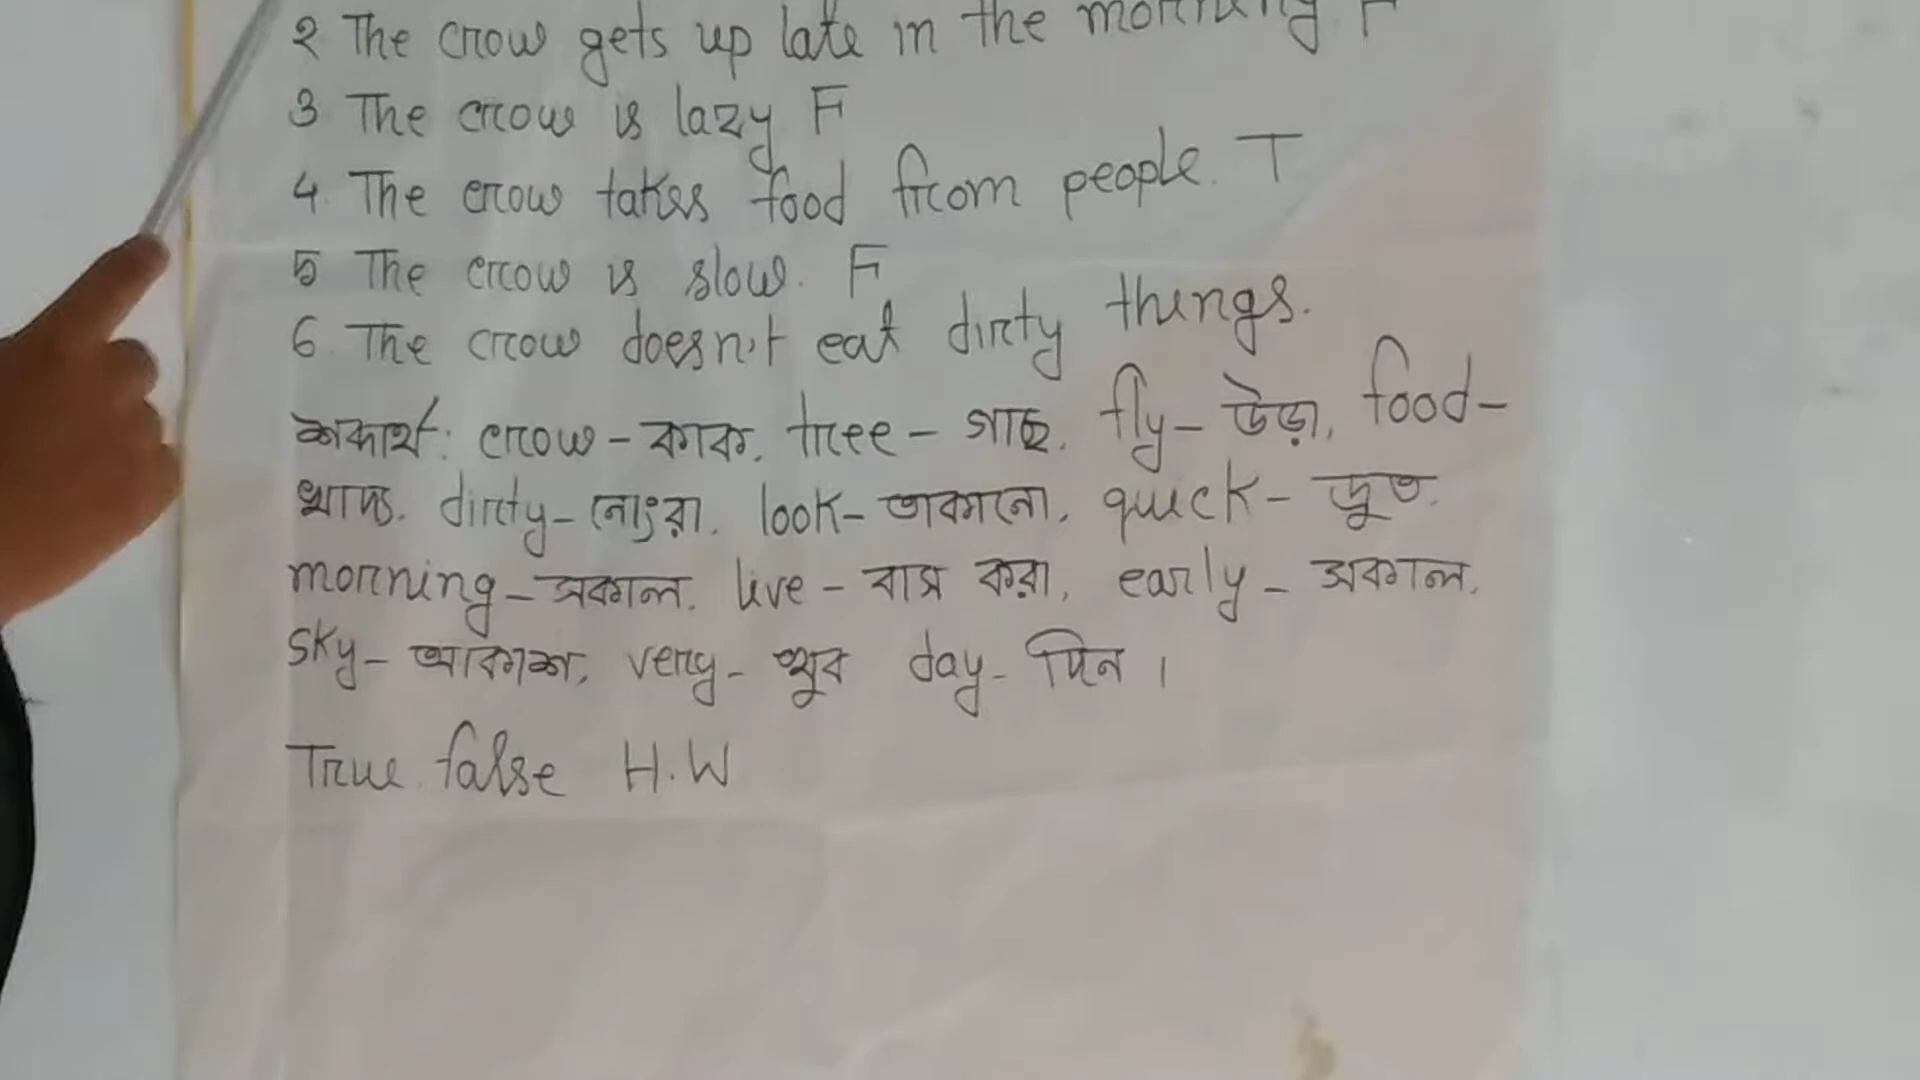 2 The crow gets up late in the morning. F
3 The crow is lazy F
4. The crow takes food from people. T
5 The crow is slow. F
6. The crow doesn't eat dirty things.
শব্দার্থ: crow - কাক, tree - গাছ, fly - উড়া, food -
খাদ্য. dirty - নোংরা, look - তাকানো, quick - দ্রুত.
morning - সকাল, live - বাস করা, early - সকাল,
sky - আকাশ, very - খুব day - দিন।
True false H.W